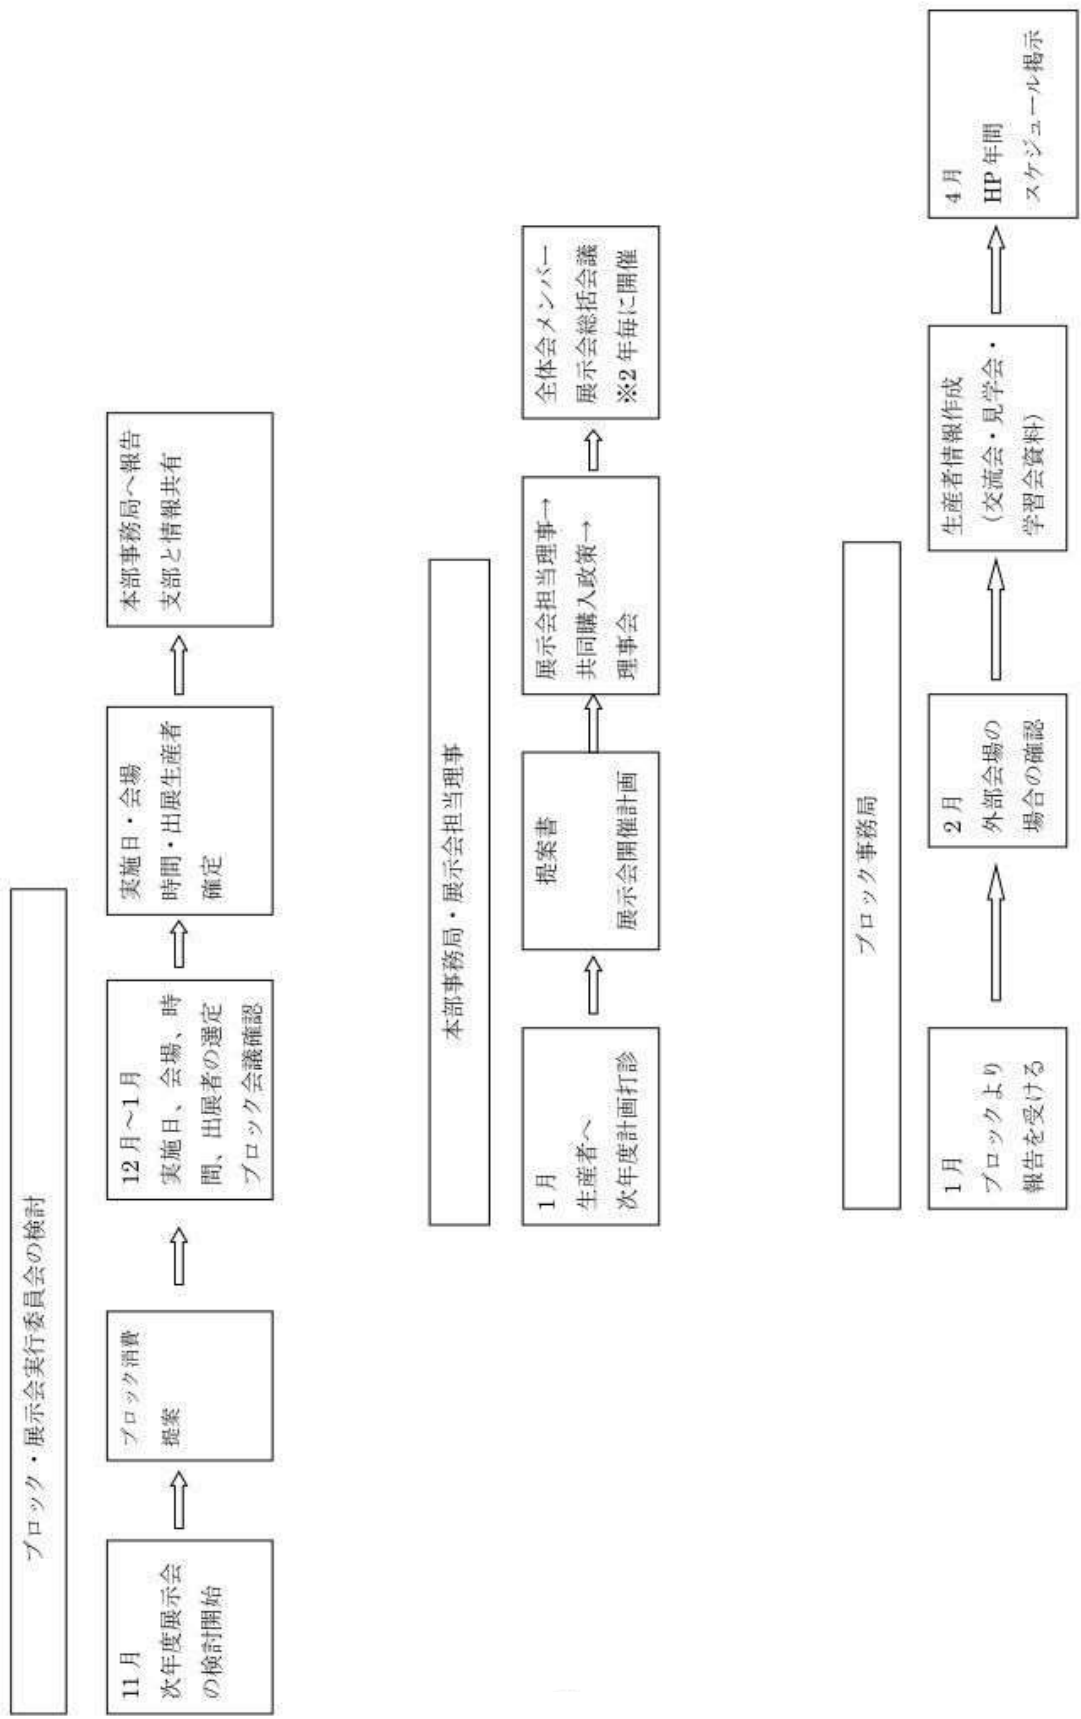 ブロック・展示会実行委員会の検討
11月
次年度展示会
の検討開始
ブロック消費
提案
12月～1月
実施日、会場、時
間、出展者の選定
ブロック会議確認
実施日・会場
時間・出展生産者
確定
本部事務局へ報告
支部と情報共有
本部事務局・展示会担当理事
1月
生産者へ
次年度計画打診
提案書
展示会開催計画
展示会担当理事→
共同購入政策→
理事会
全体会メンバー
展示会総括会議
※2年毎に開催
ブロック事務局
1月
ブロックより
報告を受ける
2月
外部会場の
場合の確認
生産者情報作成
（交流会・見学会・
学習会資料）
4月
HP 年間
スケジュール掲示